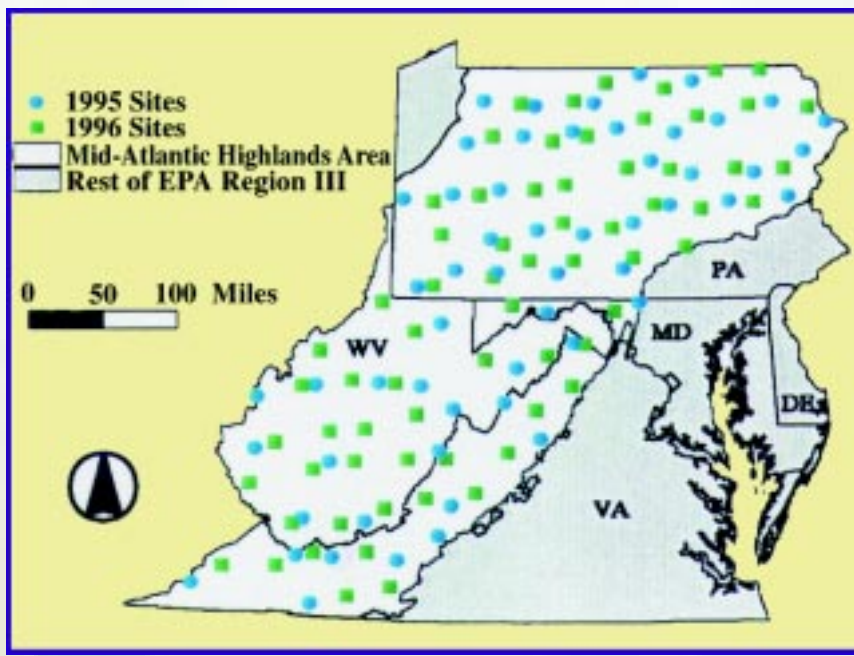 1995 Sites
1996 Sites
Mid-Atlantic Highlands Area
Rest of EPA Region III
0 50 100 Miles
PA
MD
WV
DE
VA